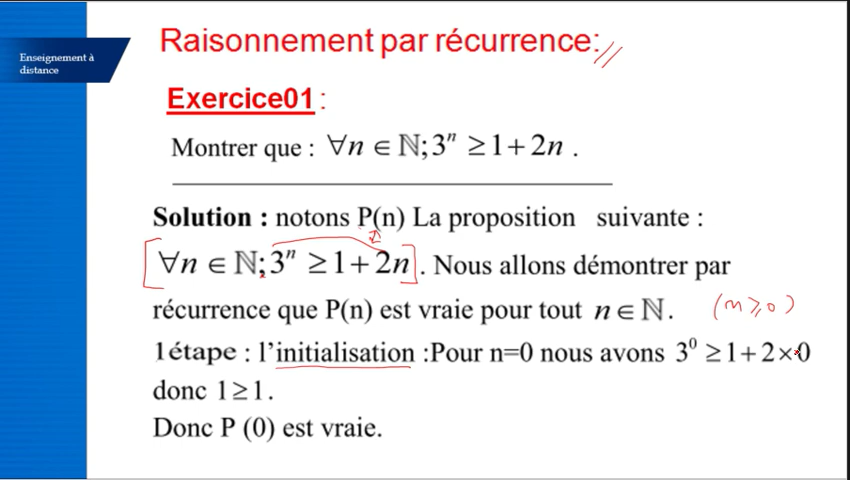 Enseignement à
distance
Raisonnement par récurrence:
Exercice01 :
Montrer que : ∀n ∈ ℕ; 3ⁿ ≥ 1 + 2n .
Solution : notons P(n) La proposition suivante :
∀n ∈ ℕ; 3ⁿ ≥ 1 + 2n . Nous allons démontrer par
récurrence que P(n) est vraie pour tout n ∈ ℕ. (n ≥ 0)
1étape : l’initialisation :Pour n=0 nous avons 3⁰ ≥ 1 + 2 × 0
donc 1 ≥ 1.
Donc P (0) est vraie.